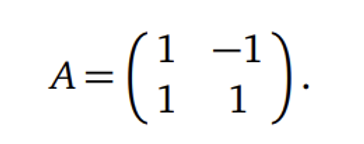 A = ( 1 −1
1 1 ).